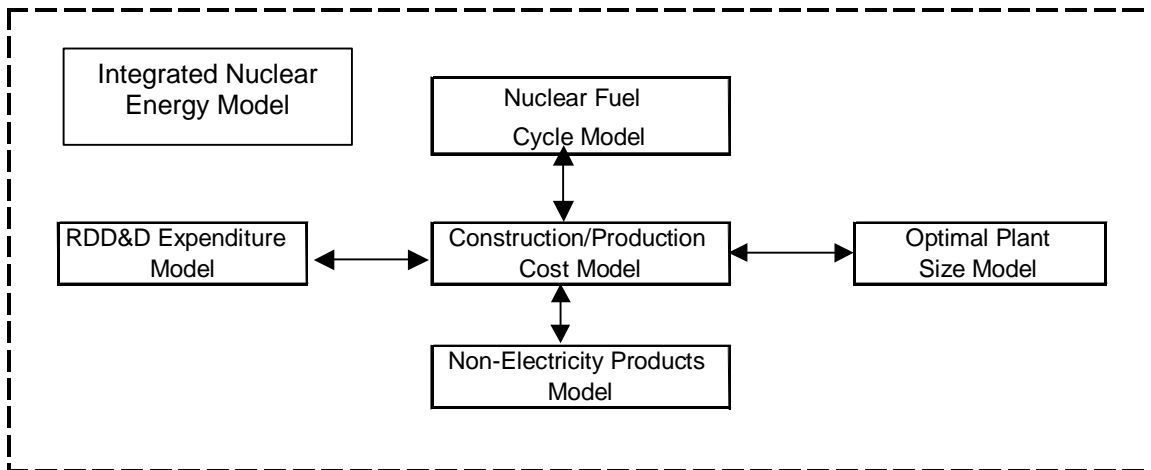 Integrated Nuclear
Energy Model
Nuclear Fuel
Cycle Model
RDD&D Expenditure
Model
Construction/Production
Cost Model
Optimal Plant
Size Model
Non-Electricity Products
Model